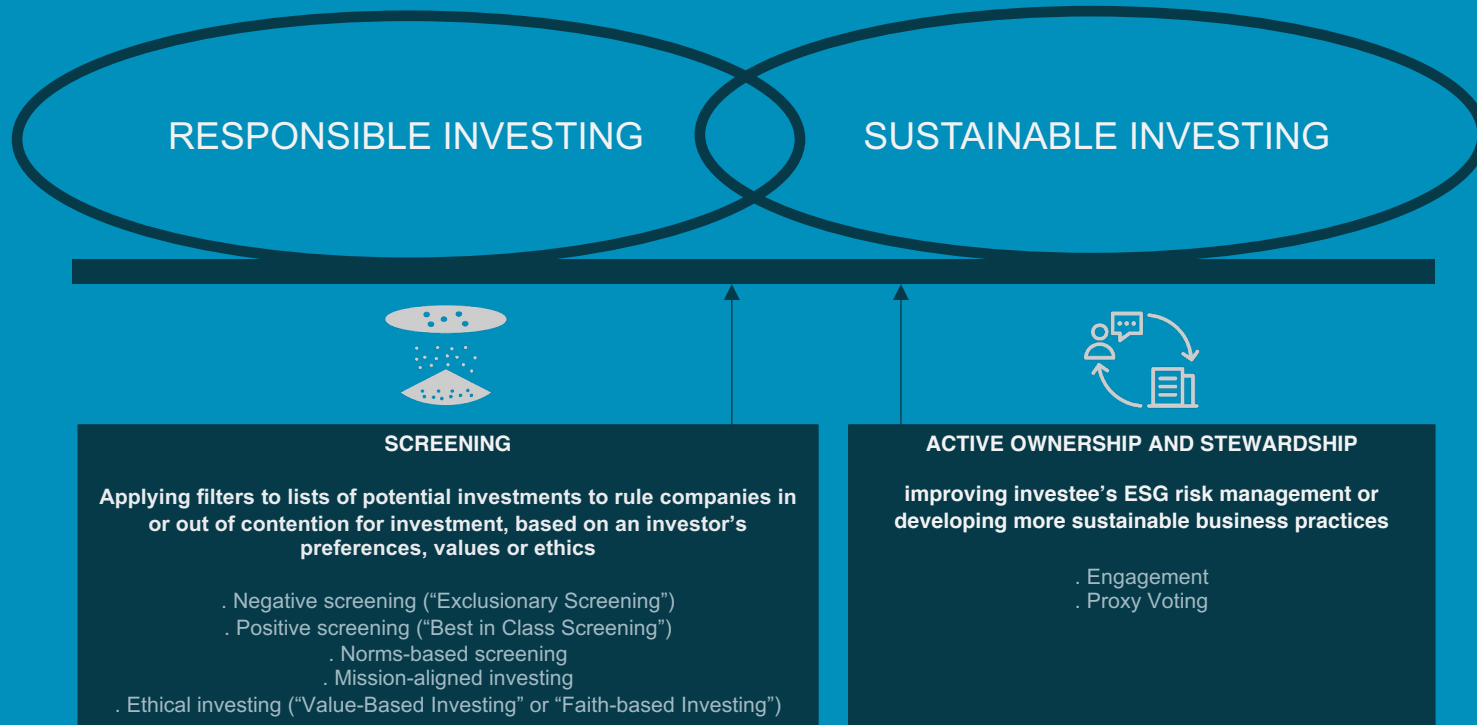 RESPONSIBLE INVESTING
SUSTAINABLE INVESTING
SCREENING
Applying filters to lists of potential investments to rule companies in
or out of contention for investment, based on an investor’s
preferences, values or ethics
. Negative screening (“Exclusionary Screening”)
. Positive screening (“Best in Class Screening”)
. Norms-based screening
. Mission-aligned investing
. Ethical investing (“Value-Based Investing” or “Faith-based Investing”)
ACTIVE OWNERSHIP AND STEWARDSHIP
improving investee’s ESG risk management or
developing more sustainable business practices
. Engagement
. Proxy Voting